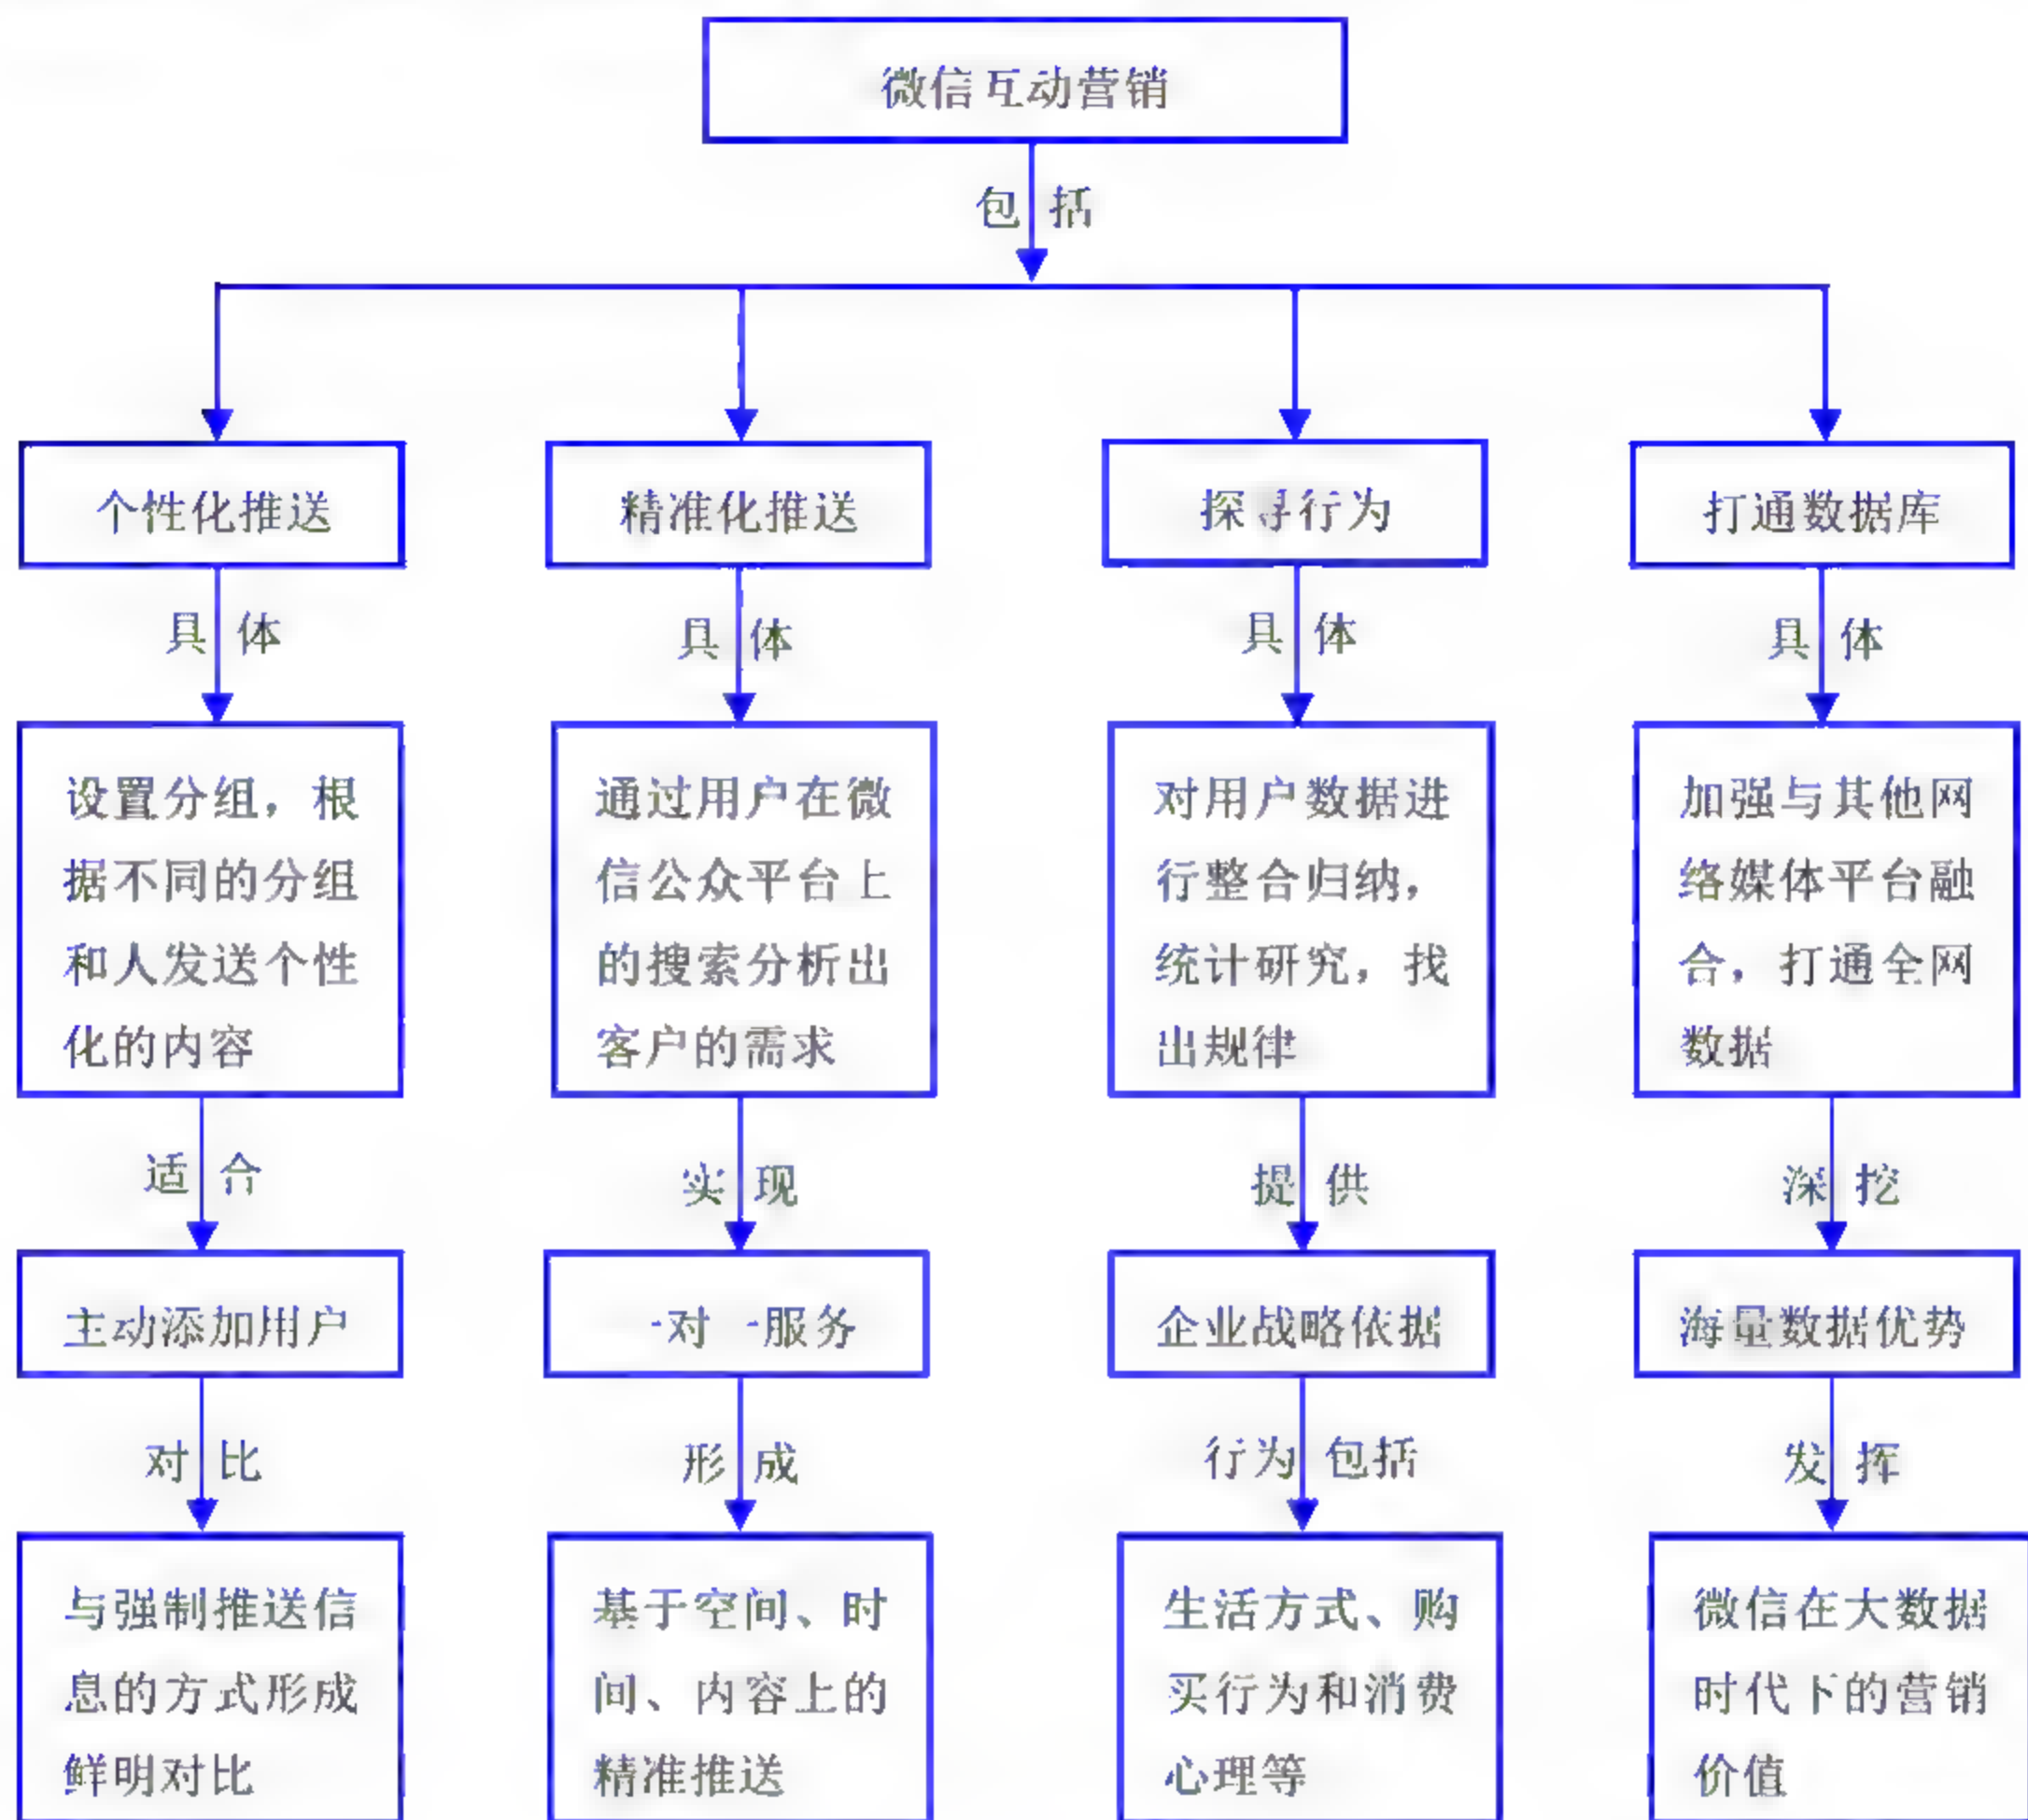 微信互动营销
包括
个性化推送
精准化推送
探寻行为
打通数据库
具体
具体
具体
具体
设置分组，根
据不同的分组
和人发送个性
化的内容
通过用户在微
信公众平台上
的搜索分析出
客户的需求
对用户数据进
行整合归纳，
统计研究，找
出规律
加强与其他网
络媒体平台融
合，打通全网
数据
适合
实现
提供
深挖
主动添加用户
一对一服务
企业战略依据
海量数据优势
对比
形成
行为包括
发挥
与强制推送信
息的方式形成
鲜明对比
基于空间、时
间、内容上的
精准推送
生活方式、购
买行为和消费
心理等
微信在大数据
时代下的营销
价值